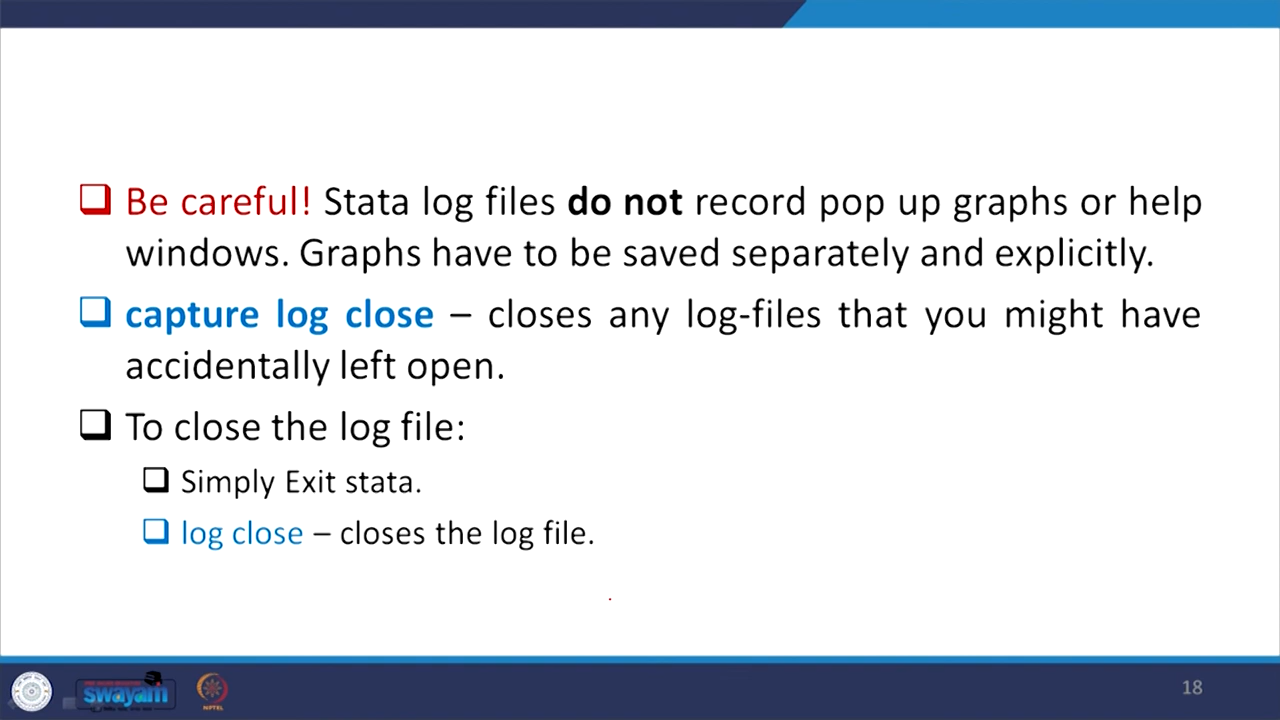 Be careful! Stata log files do not record pop up graphs or help
windows. Graphs have to be saved separately and explicitly.
capture log close – closes any log-files that you might have
accidentally left open.
To close the log file:
Simply Exit stata.
log close – closes the log file.
swayam
NPTEL
18